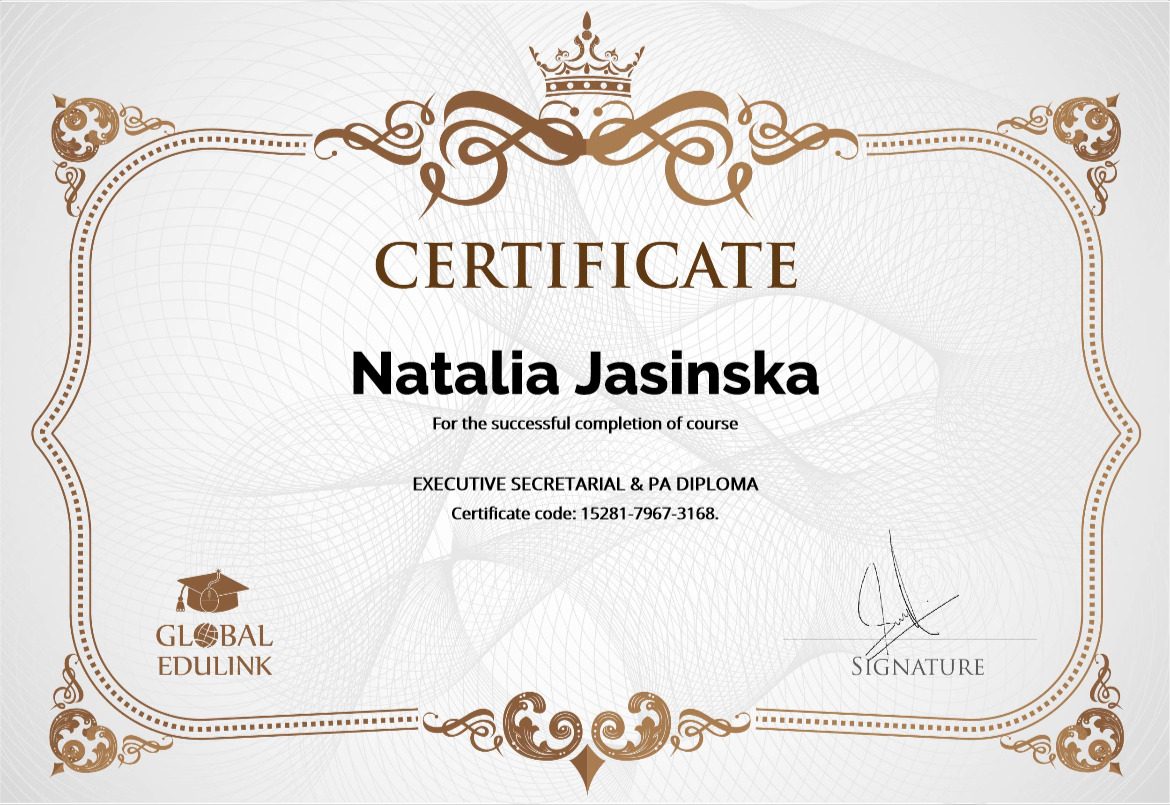 CERTIFICATE
Natalia Jasinska
For the successful completion of course
EXECUTIVE SECRETARIAL & PA DIPLOMA
Certificate code: 15281-7967-3168.
GLOBAL
EDULINK
SIGNATURE